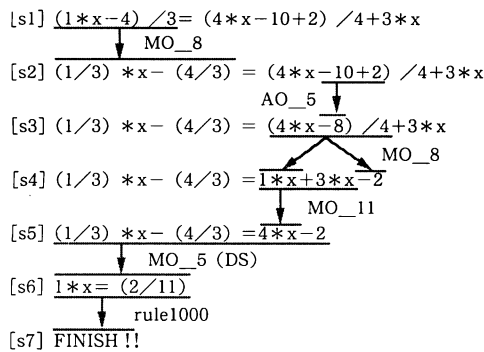 [s1] (1*x-4) /3= (4*x-10+2) /4+3*x
MO__8
[s2] (1/3) *x- (4/3) = (4*x-10+2) /4+3*x
AO__5
[s3] (1/3) *x- (4/3) = (4*x-8) /4+3*x
MO__8
[s4] (1/3) *x- (4/3) =1*x+3*x-2
MO__11
[s5] (1/3) *x- (4/3) =4*x-2
MO__5 (DS)
[s6] 1*x= (2/11)
rule1000
[s7] FINISH!!